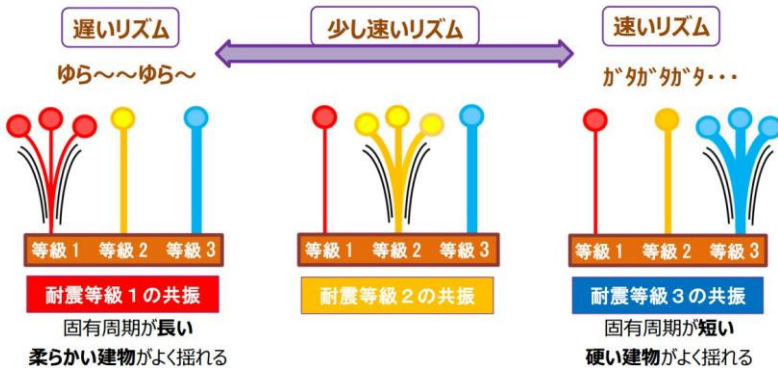 遅いリズム
少し速いリズム
速いリズム
ゆら～～ゆら～
ｶﾞタｶﾞタｶﾞタ・・・
等級1 等級2 等級3
等級1 等級2 等級3
等級1 等級2 等級3
耐震等級1の共振
耐震等級2の共振
耐震等級3の共振
固有周期が長い
柔らかい建物がよく揺れる
固有周期が短い
硬い建物がよく揺れる